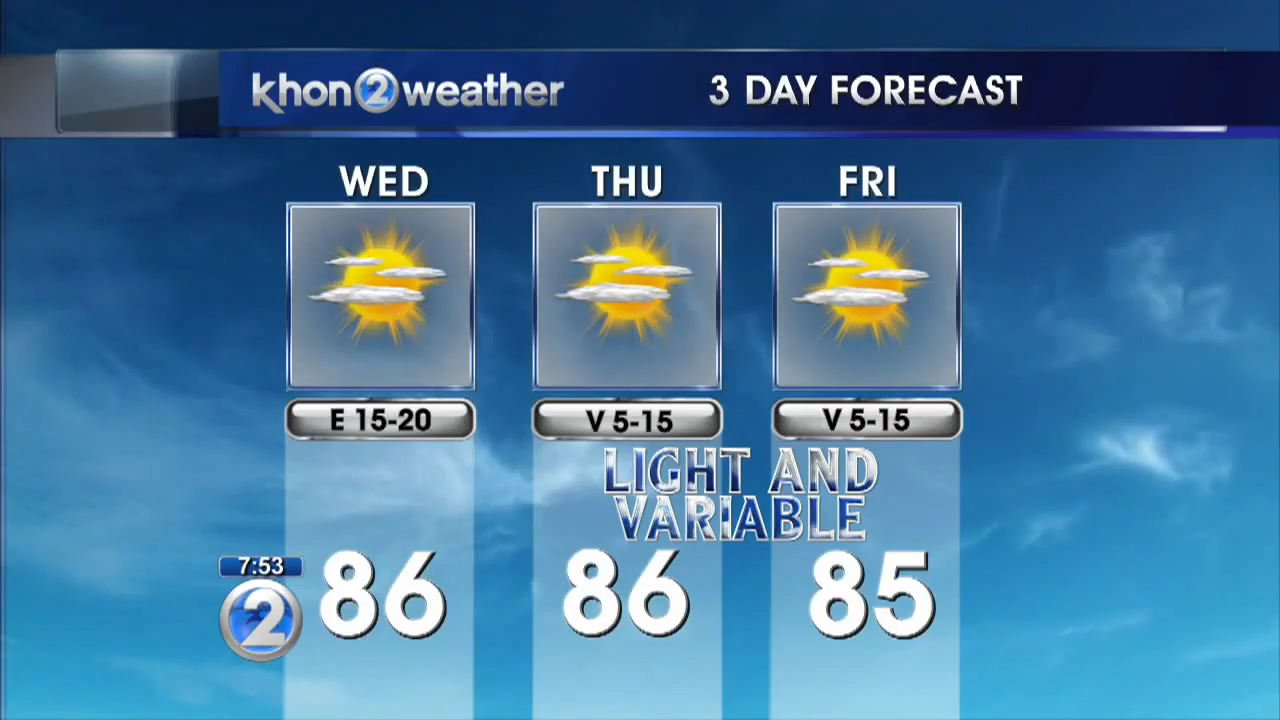 khon2weather
3 DAY FORECAST
WED
THU
FRI
E 15-20
V 5-15
V 5-15
LIGHT AND
VARIABLE
7:53
2
86
86
85